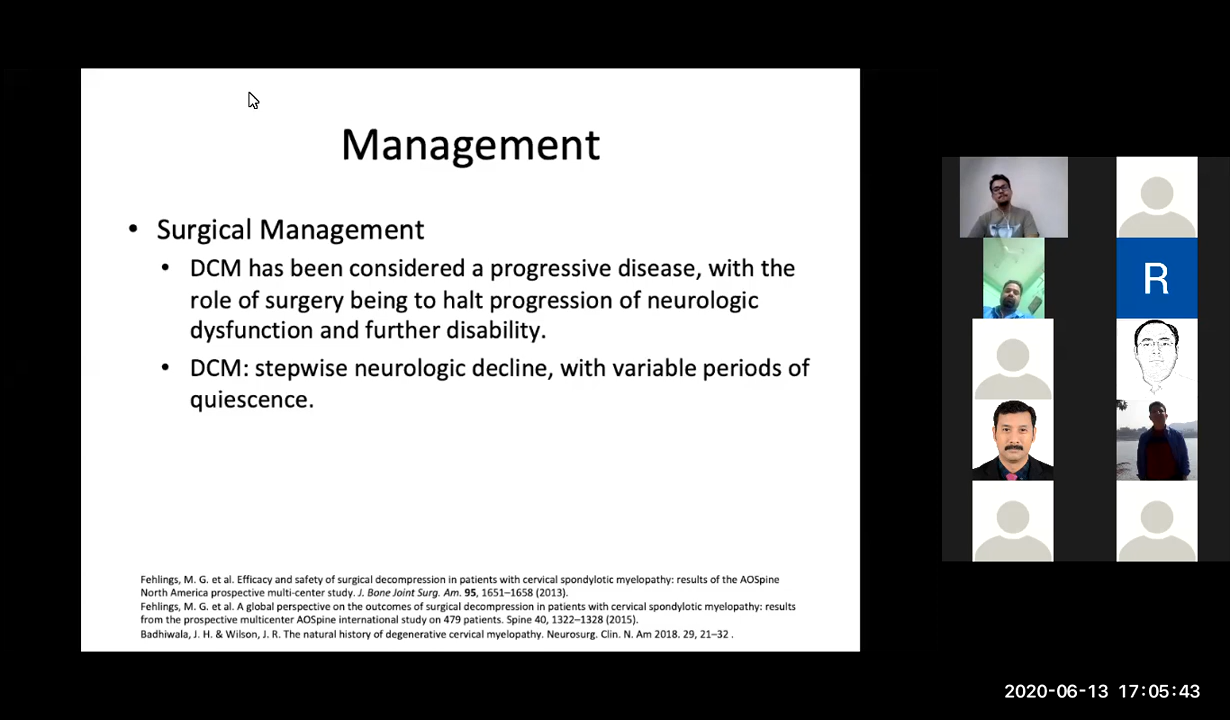 Management
• Surgical Management
• DCM has been considered a progressive disease, with the
role of surgery being to halt progression of neurologic
dysfunction and further disability.
• DCM: stepwise neurologic decline, with variable periods of
quiescence.
Fehlings, M. G. et al. Efficacy and safety of surgical decompression in patients with cervical spondylotic myelopathy: results of the AOSpine
North America prospective multi-center study. J. Bone Joint Surg. Am. 95, 1651–1658 (2013).
Fehlings, M. G. et al. A global perspective on the outcomes of surgical decompression in patients with cervical spondylotic myelopathy: results
from the prospective multicenter AOSpine international study on 479 patients. Spine 40, 1322–1328 (2015).
Badhiwala, J. H. & Wilson, J. R. The natural history of degenerative cervical myelopathy. Neurosurg. Clin. N. Am 2018. 29, 21–32 .
R
2020-06-13 17:05:43